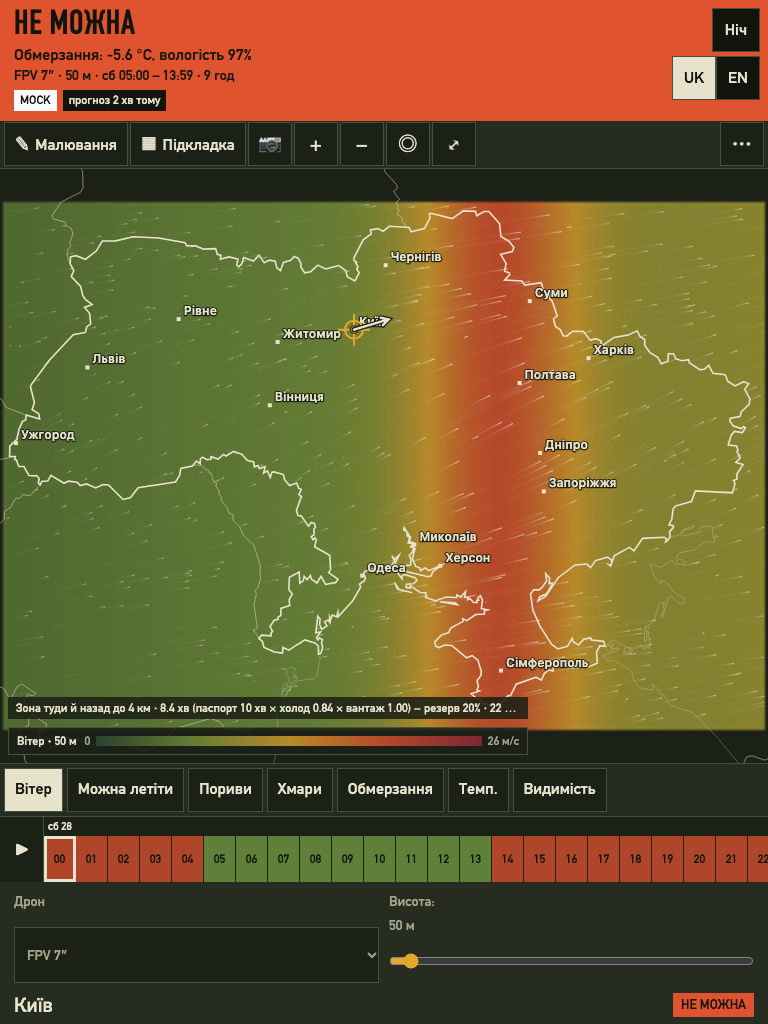 НЕ МОЖНА
Обмерзання: -5.6 °C, вологість 97%
FPV 7″ · 50 м · сб 05:00 – 13:59 · 9 год
МОСК прогноз 2 хв тому
Ніч
UK EN
Малювання Підкладка + − ···
Чернігів
Суми
Рівне
Житомир
Харків
Львів
Полтава
Вінниця
Ужгород
Дніпро
Запоріжжя
Миколаїв
Херсон
Одеса
Сімферополь
Зона туди й назад до 4 км · 8.4 хв (паспорт 10 хв × холод 0.84 × вантаж 1.00) – резерв 20% · 22 …
Вітер · 50 м 0 26 м/с
Вітер Можна летіти Пориви Хмари Обмерзання Темп. Видимість
сб 28
00 01 02 03 04 05 06 07 08 09 10 11 12 13 14 15 16 17 18 19 20 21 22
Дрон Висота:
50 м
FPV 7″
Київ НЕ МОЖНА